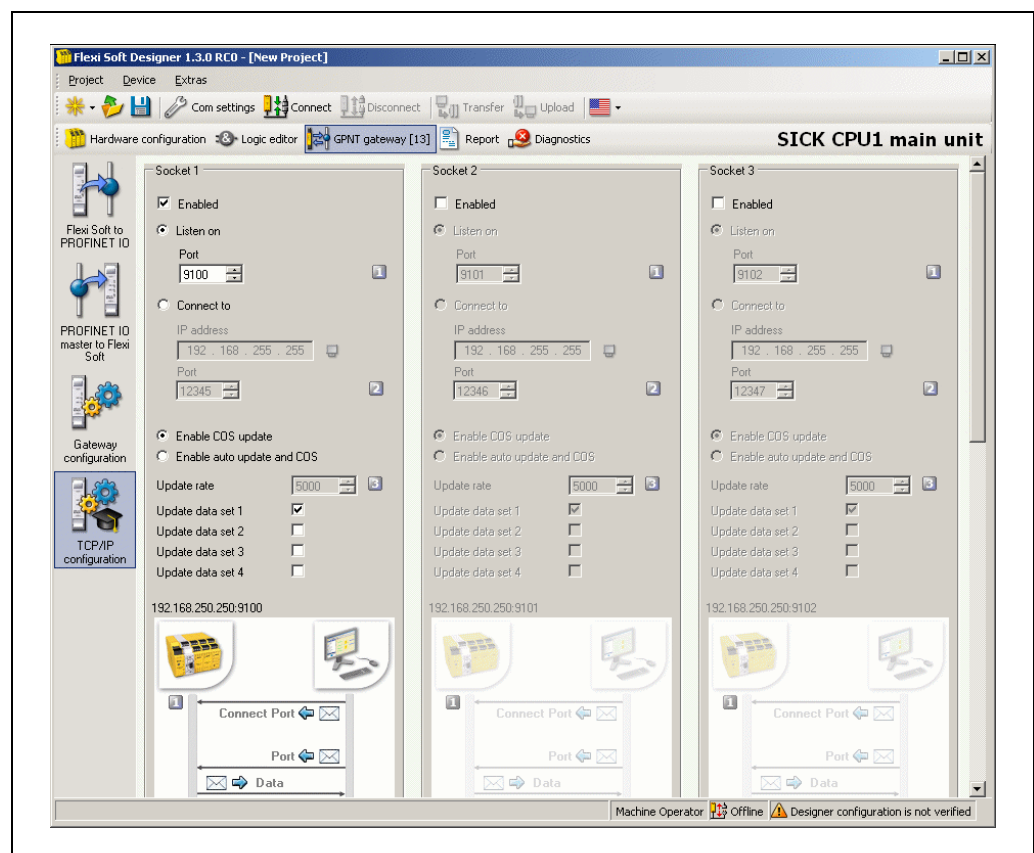 Flexi Soft Designer 1.3.0 RC0 - [New Project]
Project Device Extras
Com settings Connect Disconnect Transfer Upload
Hardware configuration Logic editor GPNT gateway [13] Report Diagnostics SICK CPU1 main unit
Flexi Soft to
PROFINET IO
PROFINET IO
master to Flexi
Soft
Gateway
configuration
TCP/IP
configuration
Socket 1
Enabled
Listen on
Port
9100
1
Connect to
IP address
192 . 168 . 255 . 255
Port
12345
2
Enable COS update
Enable auto update and COS
Update rate 5000 3
Update data set 1
Update data set 2
Update data set 3
Update data set 4
192.168.250.250:9100
1
Connect Port
Port
Data
Socket 2
Enabled
Listen on
Port
9101
1
Connect to
IP address
192 . 168 . 255 . 255
Port
12346
2
Enable COS update
Enable auto update and COS
Update rate 5000 3
Update data set 1
Update data set 2
Update data set 3
Update data set 4
192.168.250.250:9101
1
Connect Port
Port
Data
Socket 3
Enabled
Listen on
Port
9102
1
Connect to
IP address
192 . 168 . 255 . 255
Port
12347
2
Enable COS update
Enable auto update and COS
Update rate 5000 3
Update data set 1
Update data set 2
Update data set 3
Update data set 4
192.168.250.250:9102
1
Connect Port
Port
Data
Machine Operator Offline Designer configuration is not verified